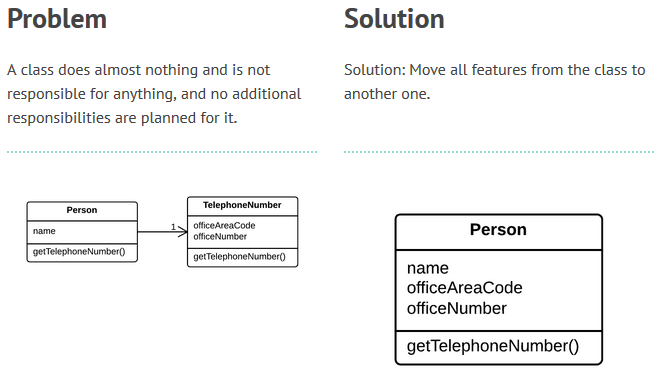 Problem
A class does almost nothing and is not
responsible for anything, and no additional
responsibilities are planned for it.
Person
name
getTelephoneNumber()
1
TelephoneNumber
officeAreaCode
officeNumber
getTelephoneNumber()
Solution
Solution: Move all features from the class to
another one.
Person
name
officeAreaCode
officeNumber
getTelephoneNumber()